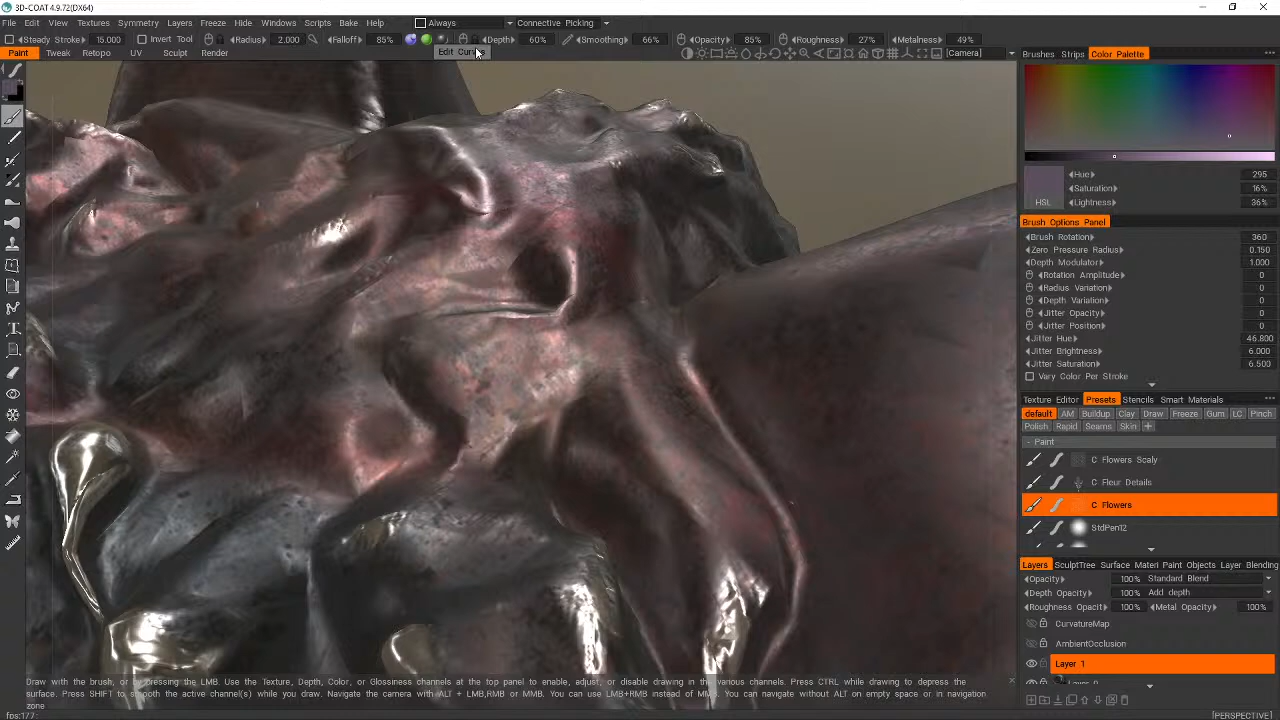 3D-COAT 4.9.72(DX64)
File Edit View Textures Symmetry Layers Freeze Hide Windows Scripts Bake Help Always Connective Picking
Steady Stroke 15.000 Invert Tool Radius 2.000 Falloff 85% Depth 60% Smoothing 66% Opacity 85% Roughness 27% Metalness 49%
Paint Tweak Retopo UV Sculpt Render Edit Curves [Camera] Brushes Strips Color Palette
Hue 295
Saturation 16%
HSL Lightness 36%
Brush Options Panel
Brush Rotation 360
Zero Pressure Radius 0.150
Depth Modulator 1.000
Rotation Amplitude 0
Radius Variation 0
Depth Variation 0
Jitter Opacity 0
Jitter Position 0
Jitter Hue 46.800
Jitter Brightness 6.000
Jitter Saturation 6.500
Vary Color Per Stroke
Texture Editor Presets Stencils Smart Materials
default AM Buildup Clay Draw Freeze Gum LC Pinch
Polish Rapid Seams Skin +
- Paint
C Flowers Scaly
C Fleur Details
C Flowers
StdPen12
Layers SculptTree Surface Materi Paint Objects Layer Blending
Opacity 100% Standard Blend
Depth Opacity 100% Add depth
Roughness Opacit 100% Metal Opacity 100%
CurvatureMap
AmbientOcclusion
Layer 1
Layer 0
Draw with the brush, or by pressing the LMB. Use the Texture, Depth, Color, or Glossiness channels at the top panel to enable, adjust, or disable drawing in the various channels. Press CTRL while drawing to depress the
surface. Press SHIFT to smooth the active channel(s) while you draw. Navigate the camera with ALT + LMB,RMB or MMB. You can use LMB+RMB instead of MMB. You can navigate without ALT on empty space or in navigation
zone
fps:177; [PERSPECTIVE]